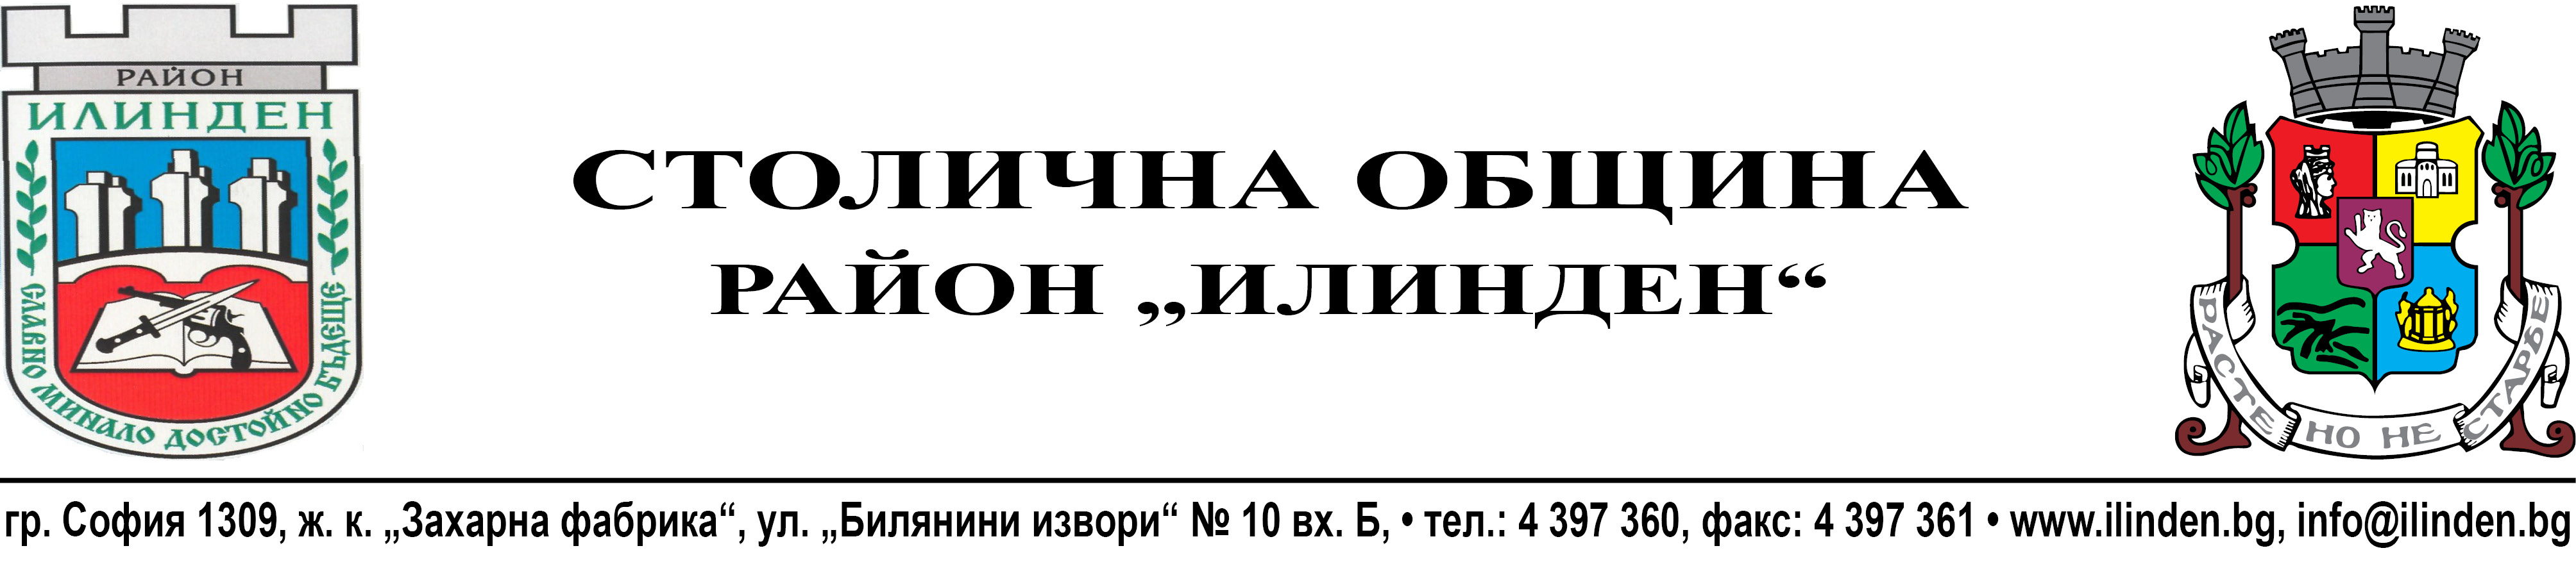 РАЙОН
ИЛИНДЕН
СЛАВНО МИНАЛО ДОСТОЙНО БЪДЕЩЕ
СТОЛИЧНА ОБЩИНА
РАЙОН „ИЛИНДЕН“
РАСТЕ НО НЕ СТАРѢЕ
гр. София 1309, ж. к. „Захарна фабрика“, ул. „Билянини извори“ № 10 вх. Б, • тел.: 4 397 360, факс: 4 397 361 • www.ilinden.bg, info@ilinden.bg